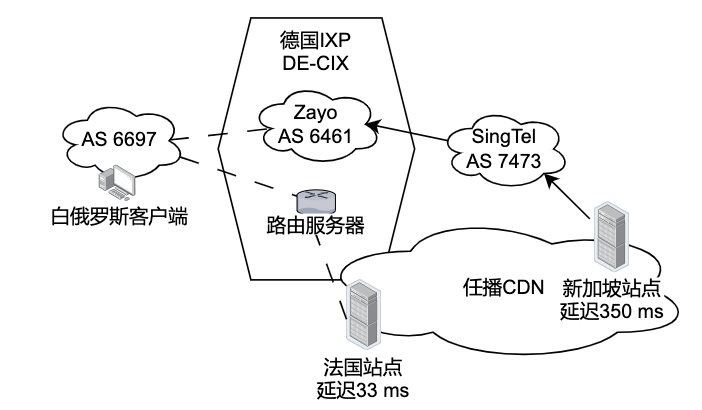 德国IXP
DE-CIX
Zayo
AS 6461
AS 6697
SingTel
AS 7473
白俄罗斯客户端
路由服务器
任播CDN
新加坡站点
延迟350 ms
法国站点
延迟33 ms